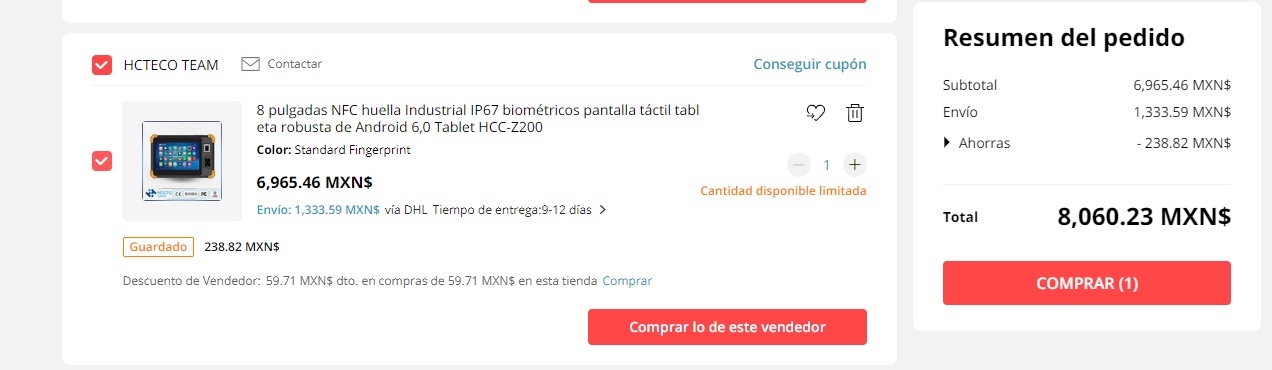 HCTECO TEAM
Contactar
Conseguir cupón
8 pulgadas NFC huella Industrial IP67 biométricos pantalla táctil tabl
eta robusta de Android 6,0 Tablet HCC-Z200
Color: Standard Fingerprint
1
6,965.46 MXN$
Cantidad disponible limitada
Envío: 1,333.59 MXN$ vía DHL Tiempo de entrega:9-12 días
Guardado 238.82 MXN$
Descuento de Vendedor: 59.71 MXN$ dto. en compras de 59.71 MXN$ en esta tienda Comprar
Comprar lo de este vendedor
Resumen del pedido
Subtotal 6,965.46 MXN$
Envío 1,333.59 MXN$
Ahorras - 238.82 MXN$
Total 8,060.23 MXN$
COMPRAR (1)